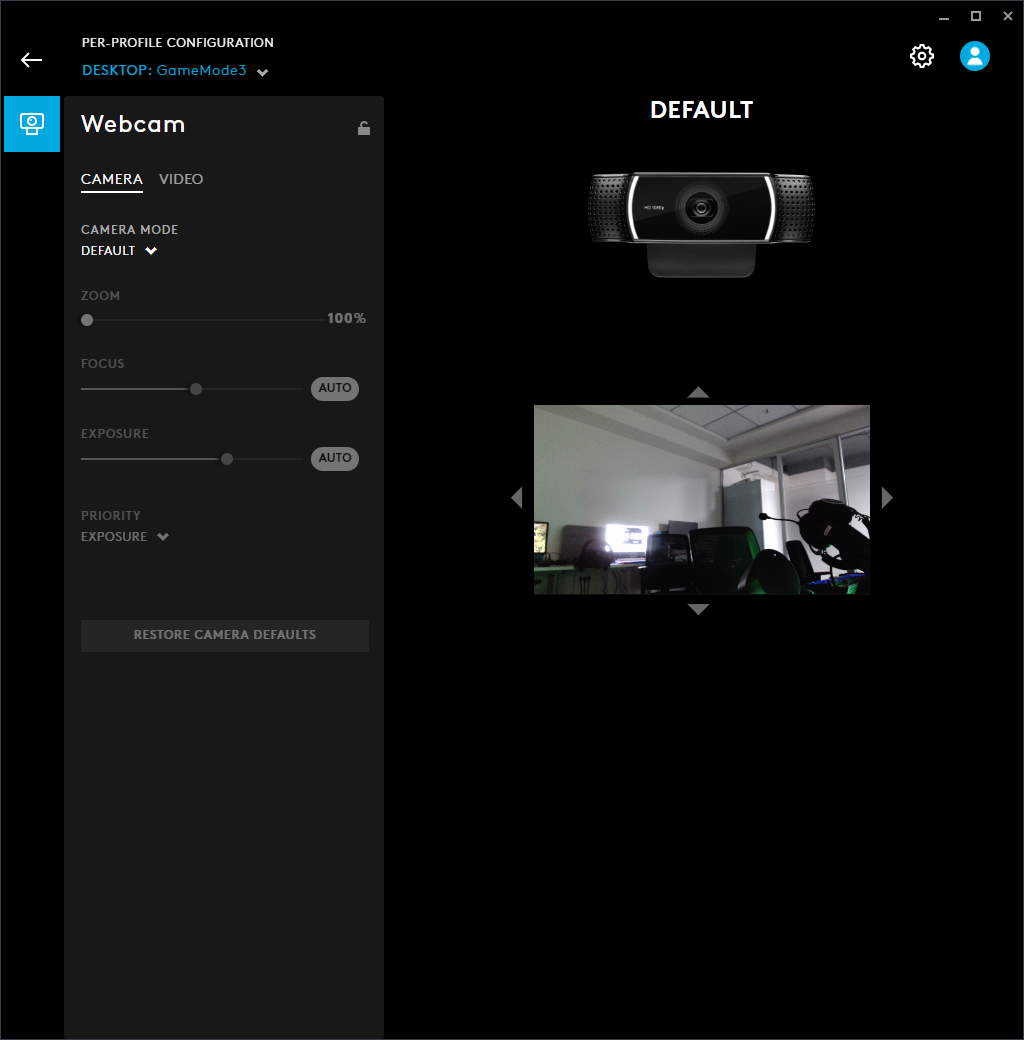 PER-PROFILE CONFIGURATION
DESKTOP: GameMode3
Webcam
CAMERA VIDEO
CAMERA MODE
DEFAULT
ZOOM
100%
FOCUS
AUTO
EXPOSURE
AUTO
PRIORITY
EXPOSURE
RESTORE CAMERA DEFAULTS
DEFAULT
HD 1080p